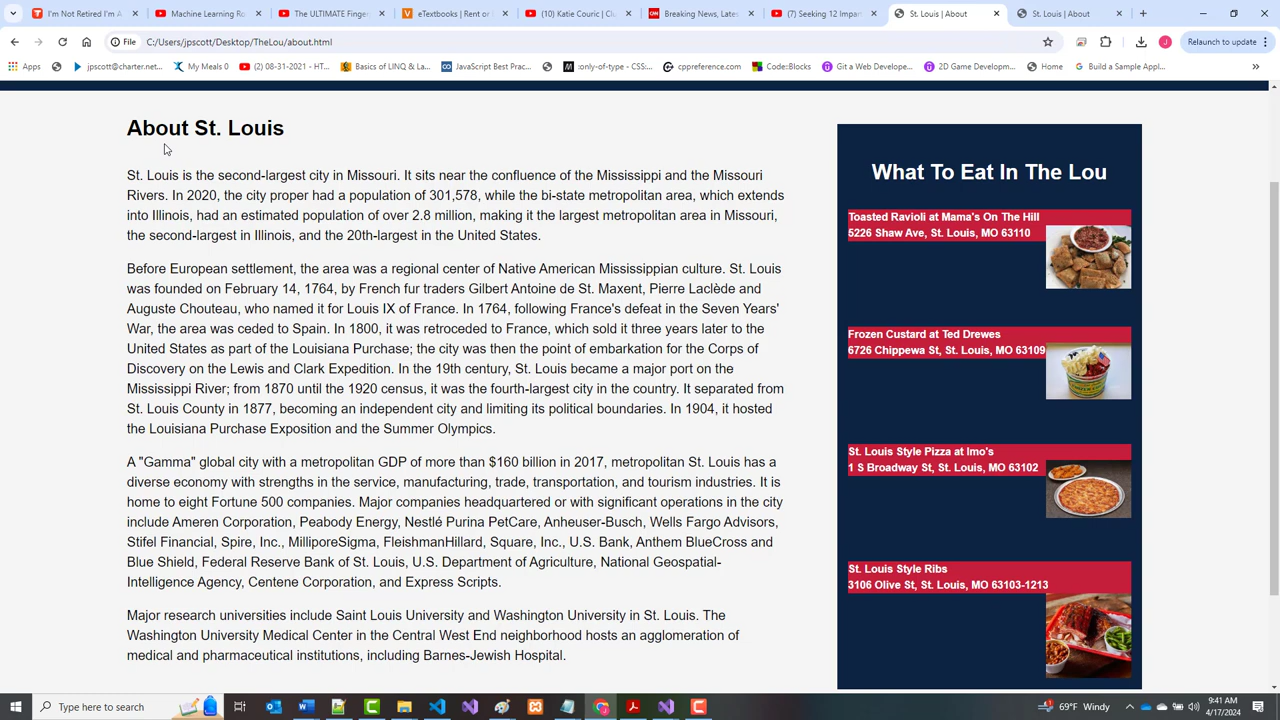 I'm Not Retired I'm A
Machine Learning Ro
The ULTIMATE Finger
eTextbooks | Rent or
(10) Katie Couric | Clu
Breaking News, Lates
(7) Seeking 12 Impart
St. Louis | About
St. Louis | About
File
C:/Users/jpscott/Desktop/TheLou/about.html
Relaunch to update
Apps
jpscott@charter.net...
My Meals 0
(2) 08-31-2021 - HT...
Basics of LINQ & La...
JavaScript Best Prac...
:only-of-type - CSS:...
cppreference.com
Code::Blocks
Git a Web Develope...
2D Game Developm...
Home
Build a Sample Appl...
About St. Louis
St. Louis is the second-largest city in Missouri. It sits near the confluence of the Mississippi and the Missouri
Rivers. In 2020, the city proper had a population of 301,578, while the bi-state metropolitan area, which extends
into Illinois, had an estimated population of over 2.8 million, making it the largest metropolitan area in Missouri,
the second-largest in Illinois, and the 20th-largest in the United States.
Before European settlement, the area was a regional center of Native American Mississippian culture. St. Louis
was founded on February 14, 1764, by French fur traders Gilbert Antoine de St. Maxent, Pierre Laclède and
Auguste Chouteau, who named it for Louis IX of France. In 1764, following France's defeat in the Seven Years'
War, the area was ceded to Spain. In 1800, it was retroceded to France, which sold it three years later to the
United States as part of the Louisiana Purchase; the city was then the point of embarkation for the Corps of
Discovery on the Lewis and Clark Expedition. In the 19th century, St. Louis became a major port on the
Mississippi River; from 1870 until the 1920 census, it was the fourth-largest city in the country. It separated from
St. Louis County in 1877, becoming an independent city and limiting its political boundaries. In 1904, it hosted
the Louisiana Purchase Exposition and the Summer Olympics.
A "Gamma" global city with a metropolitan GDP of more than $160 billion in 2017, metropolitan St. Louis has a
diverse economy with strengths in the service, manufacturing, trade, transportation, and tourism industries. It is
home to eight Fortune 500 companies. Major companies headquartered or with significant operations in the city
include Ameren Corporation, Peabody Energy, Nestlé Purina PetCare, Anheuser-Busch, Wells Fargo Advisors,
Stifel Financial, Spire, Inc., MilliporeSigma, FleishmanHillard, Square, Inc., U.S. Bank, Anthem BlueCross and
Blue Shield, Federal Reserve Bank of St. Louis, U.S. Department of Agriculture, National Geospatial-
Intelligence Agency, Centene Corporation, and Express Scripts.
Major research universities include Saint Louis University and Washington University in St. Louis. The
Washington University Medical Center in the Central West End neighborhood hosts an agglomeration of
medical and pharmaceutical institutions, including Barnes-Jewish Hospital.
What To Eat In The Lou
Toasted Ravioli at Mama's On The Hill
5226 Shaw Ave, St. Louis, MO 63110
Frozen Custard at Ted Drewes
6726 Chippewa St, St. Louis, MO 63109
St. Louis Style Pizza at Imo's
1 S Broadway St, St. Louis, MO 63102
St. Louis Style Ribs
3106 Olive St, St. Louis, MO 63103-1213
Type here to search
69°F Windy
9:41 AM
4/17/2024